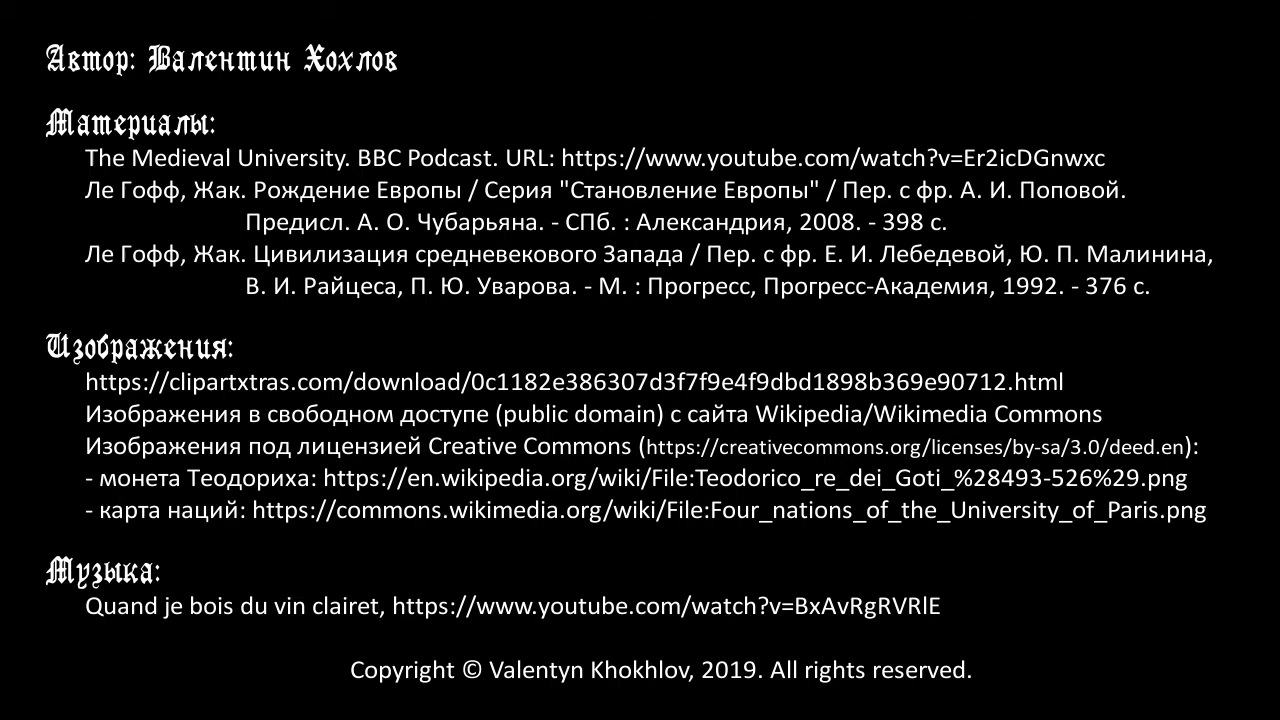 Автор: Валентин Хохлов
Материалы:
The Medieval University. BBC Podcast. URL: https://www.youtube.com/watch?v=Er2icDGnwxc
Ле Гофф, Жак. Рождение Европы / Серия "Становление Европы" / Пер. с фр. А. И. Поповой.
Предисл. А. О. Чубарьяна. - СПб. : Александрия, 2008. - 398 с.
Ле Гофф, Жак. Цивилизация средневекового Запада / Пер. с фр. Е. И. Лебедевой, Ю. П. Малинина,
В. И. Райцеса, П. Ю. Уварова. - М. : Прогресс, Прогресс-Академия, 1992. - 376 с.
Изображения:
https://clipartxtras.com/download/0c1182e386307d3f7f9e4f9dbd1898b369e90712.html
Изображения в свободном доступе (public domain) с сайта Wikipedia/Wikimedia Commons
Изображения под лицензией Creative Commons (https://creativecommons.org/licenses/by-sa/3.0/deed.en):
- монета Теодориха: https://en.wikipedia.org/wiki/File:Teodorico_re_dei_Goti_%28493-526%29.png
- карта наций: https://commons.wikimedia.org/wiki/File:Four_nations_of_the_University_of_Paris.png
Музыка:
Quand je bois du vin clairet, https://www.youtube.com/watch?v=BxAvRgRVRlE
Copyright © Valentyn Khokhlov, 2019. All rights reserved.